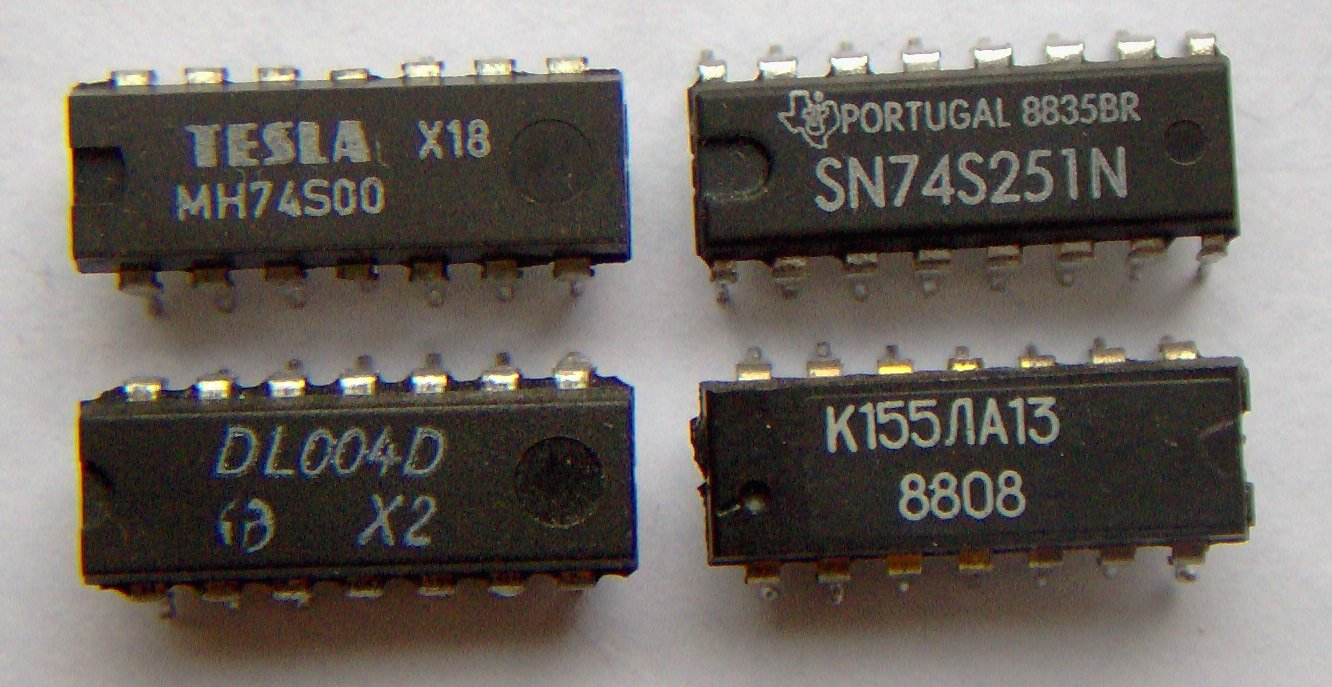 TESLA X18
MH74S00
PORTUGAL 8835BR
SN74S251N
DL004D
X2
К155ЛА13
8808